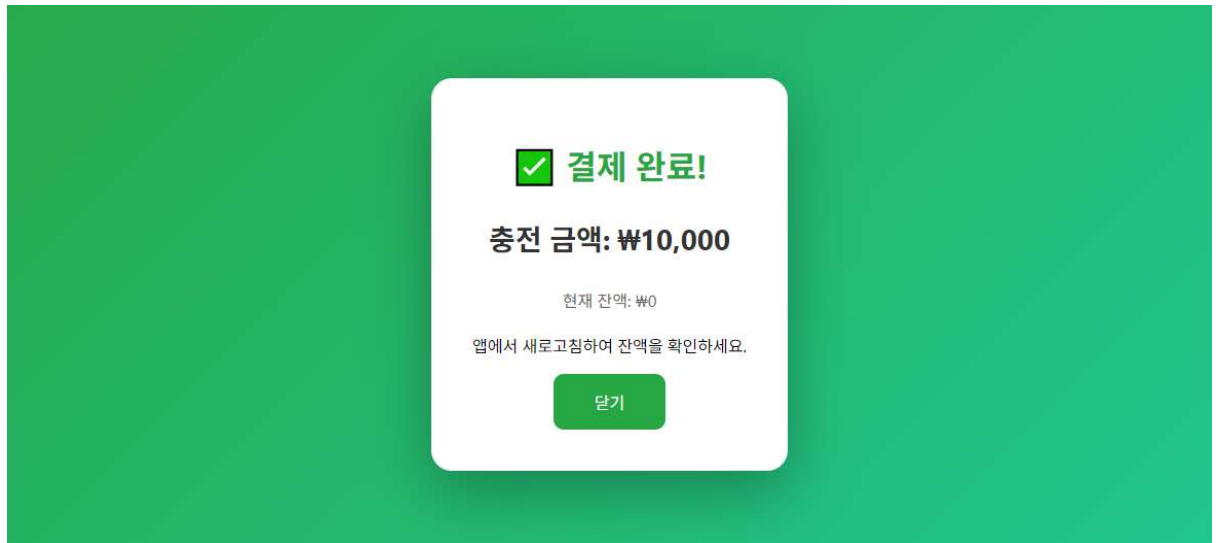 ✅ 결제 완료!
충전 금액: ₩10,000
현재 잔액: ₩0
앱에서 새로고침하여 잔액을 확인하세요.
닫기